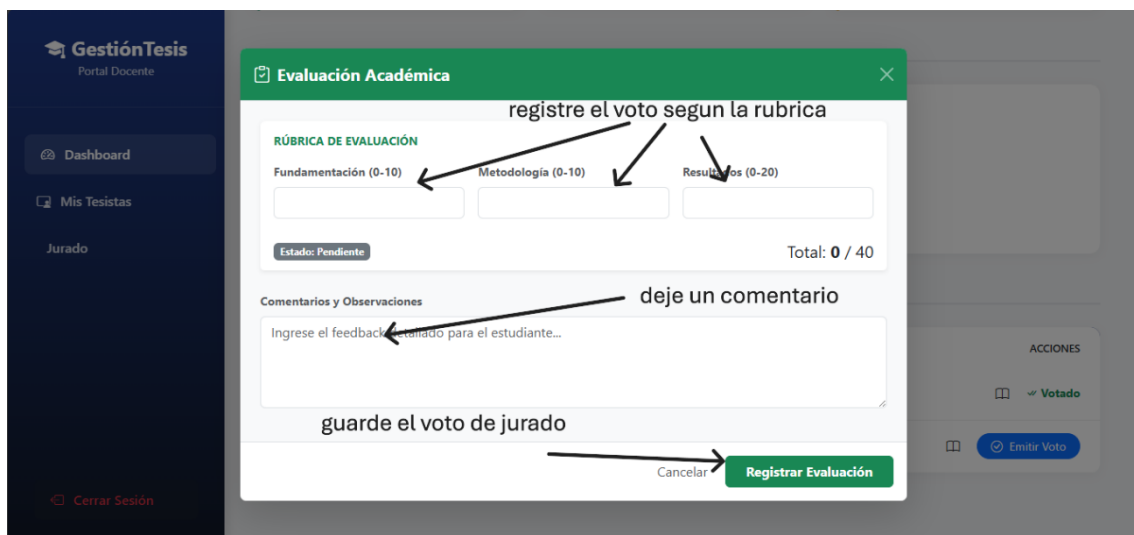 GestiónTesis
Portal Docente
Dashboard
Mis Tesistas
Jurado
Cerrar Sesión
Evaluación Académica
registre el voto segun la rubrica
RÚBRICA DE EVALUACIÓN
Fundamentación (0-10) Metodología (0-10) Resultados (0-20)
Estado: Pendiente Total: 0 / 40
deje un comentario
Comentarios y Observaciones
Ingrese el feedback detallado para el estudiante...
guarde el voto de jurado
Cancelar Registrar Evaluación
ACCIONES
Votado
Emitir Voto